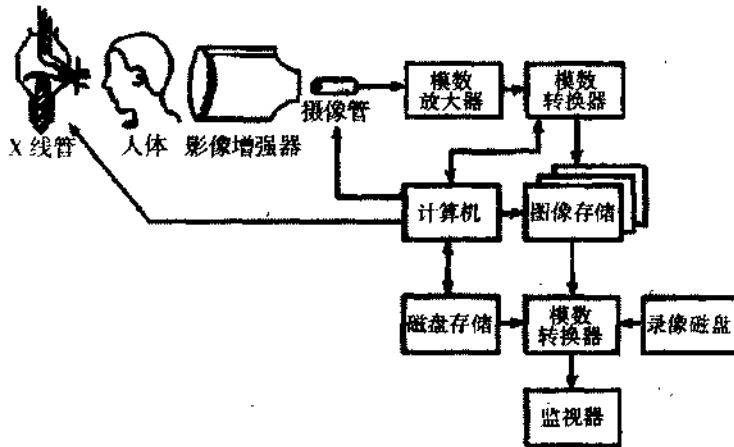 模数
放大器
模数
转换器
摄像管
X 线管
人体
影像增强器
计算机
图像存储
磁盘存储
模数
转换器
录像磁盘
监视器